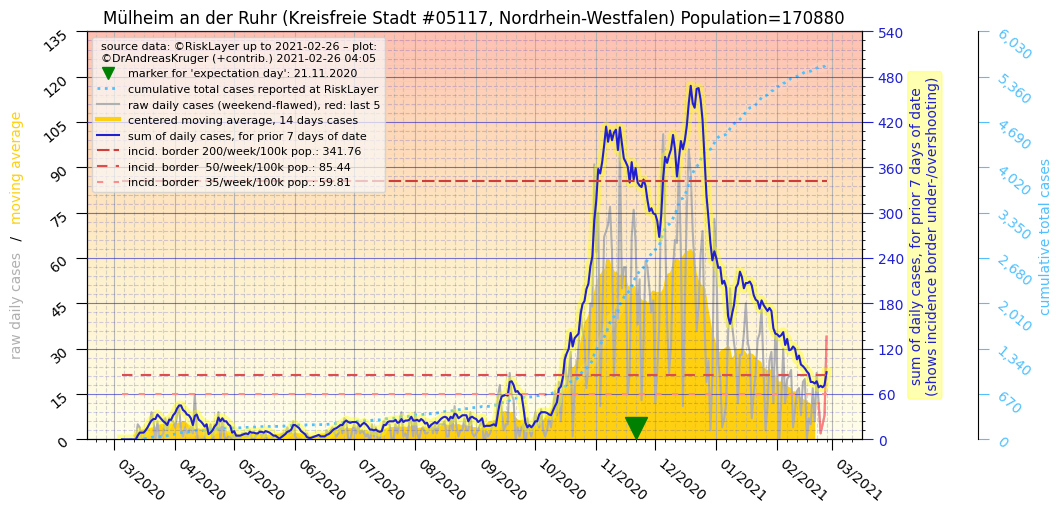 Mülheim an der Ruhr (Kreisfreie Stadt #05117, Nordrhein-Westfalen) Population=170880
source data: ©RiskLayer up to 2021-02-26 – plot:
©DrAndreasKruger (+contrib.) 2021-02-26 04:05
marker for 'expectation day': 21.11.2020
cumulative total cases reported at RiskLayer
raw daily cases (weekend-flawed), red: last 5
centered moving average, 14 days cases
sum of daily cases, for prior 7 days of date
incid. border 200/week/100k pop.: 341.76
incid. border  50/week/100k pop.: 85.44
incid. border  35/week/100k pop.: 59.81
raw daily cases / moving average
135
120
105
90
75
60
45
30
15
0
03/2020
04/2020
05/2020
06/2020
07/2020
08/2020
09/2020
10/2020
11/2020
12/2020
01/2021
02/2021
03/2021
540
480
420
360
300
240
180
120
60
0
sum of daily cases, for prior 7 days of date
(shows incidence border under-/overshooting)
6,030
5,360
4,690
4,020
3,350
2,680
2,010
1,340
670
0
cumulative total cases